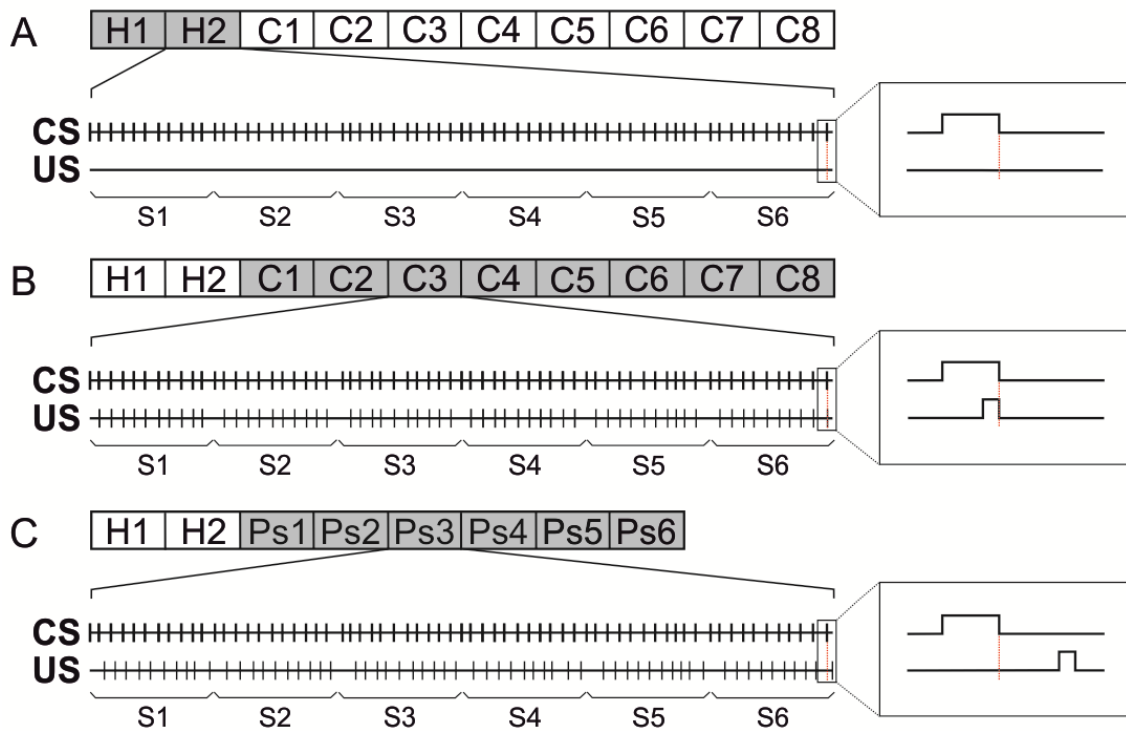 A H1 H2 C1 C2 C3 C4 C5 C6 C7 C8
CS
US
S1 S2 S3 S4 S5 S6
B H1 H2 C1 C2 C3 C4 C5 C6 C7 C8
CS
US
S1 S2 S3 S4 S5 S6
C H1 H2 Ps1 Ps2 Ps3 Ps4 Ps5 Ps6
CS
US
S1 S2 S3 S4 S5 S6